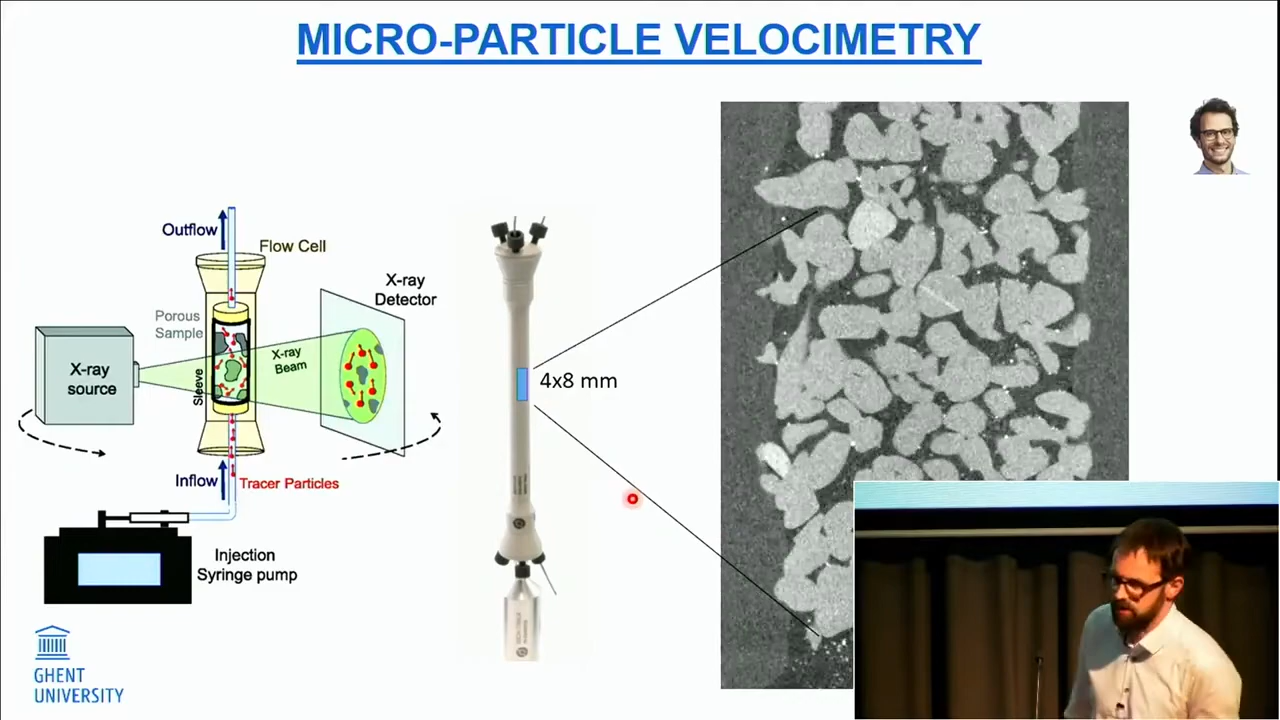 MICRO-PARTICLE VELOCIMETRY
Outflow
Flow Cell
X-ray
Detector
Porous
Sample
X-ray
source
Sleeve
X-ray
Beam
4x8 mm
Inflow
Tracer Particles
Injection
Syringe pump
GHENT
UNIVERSITY